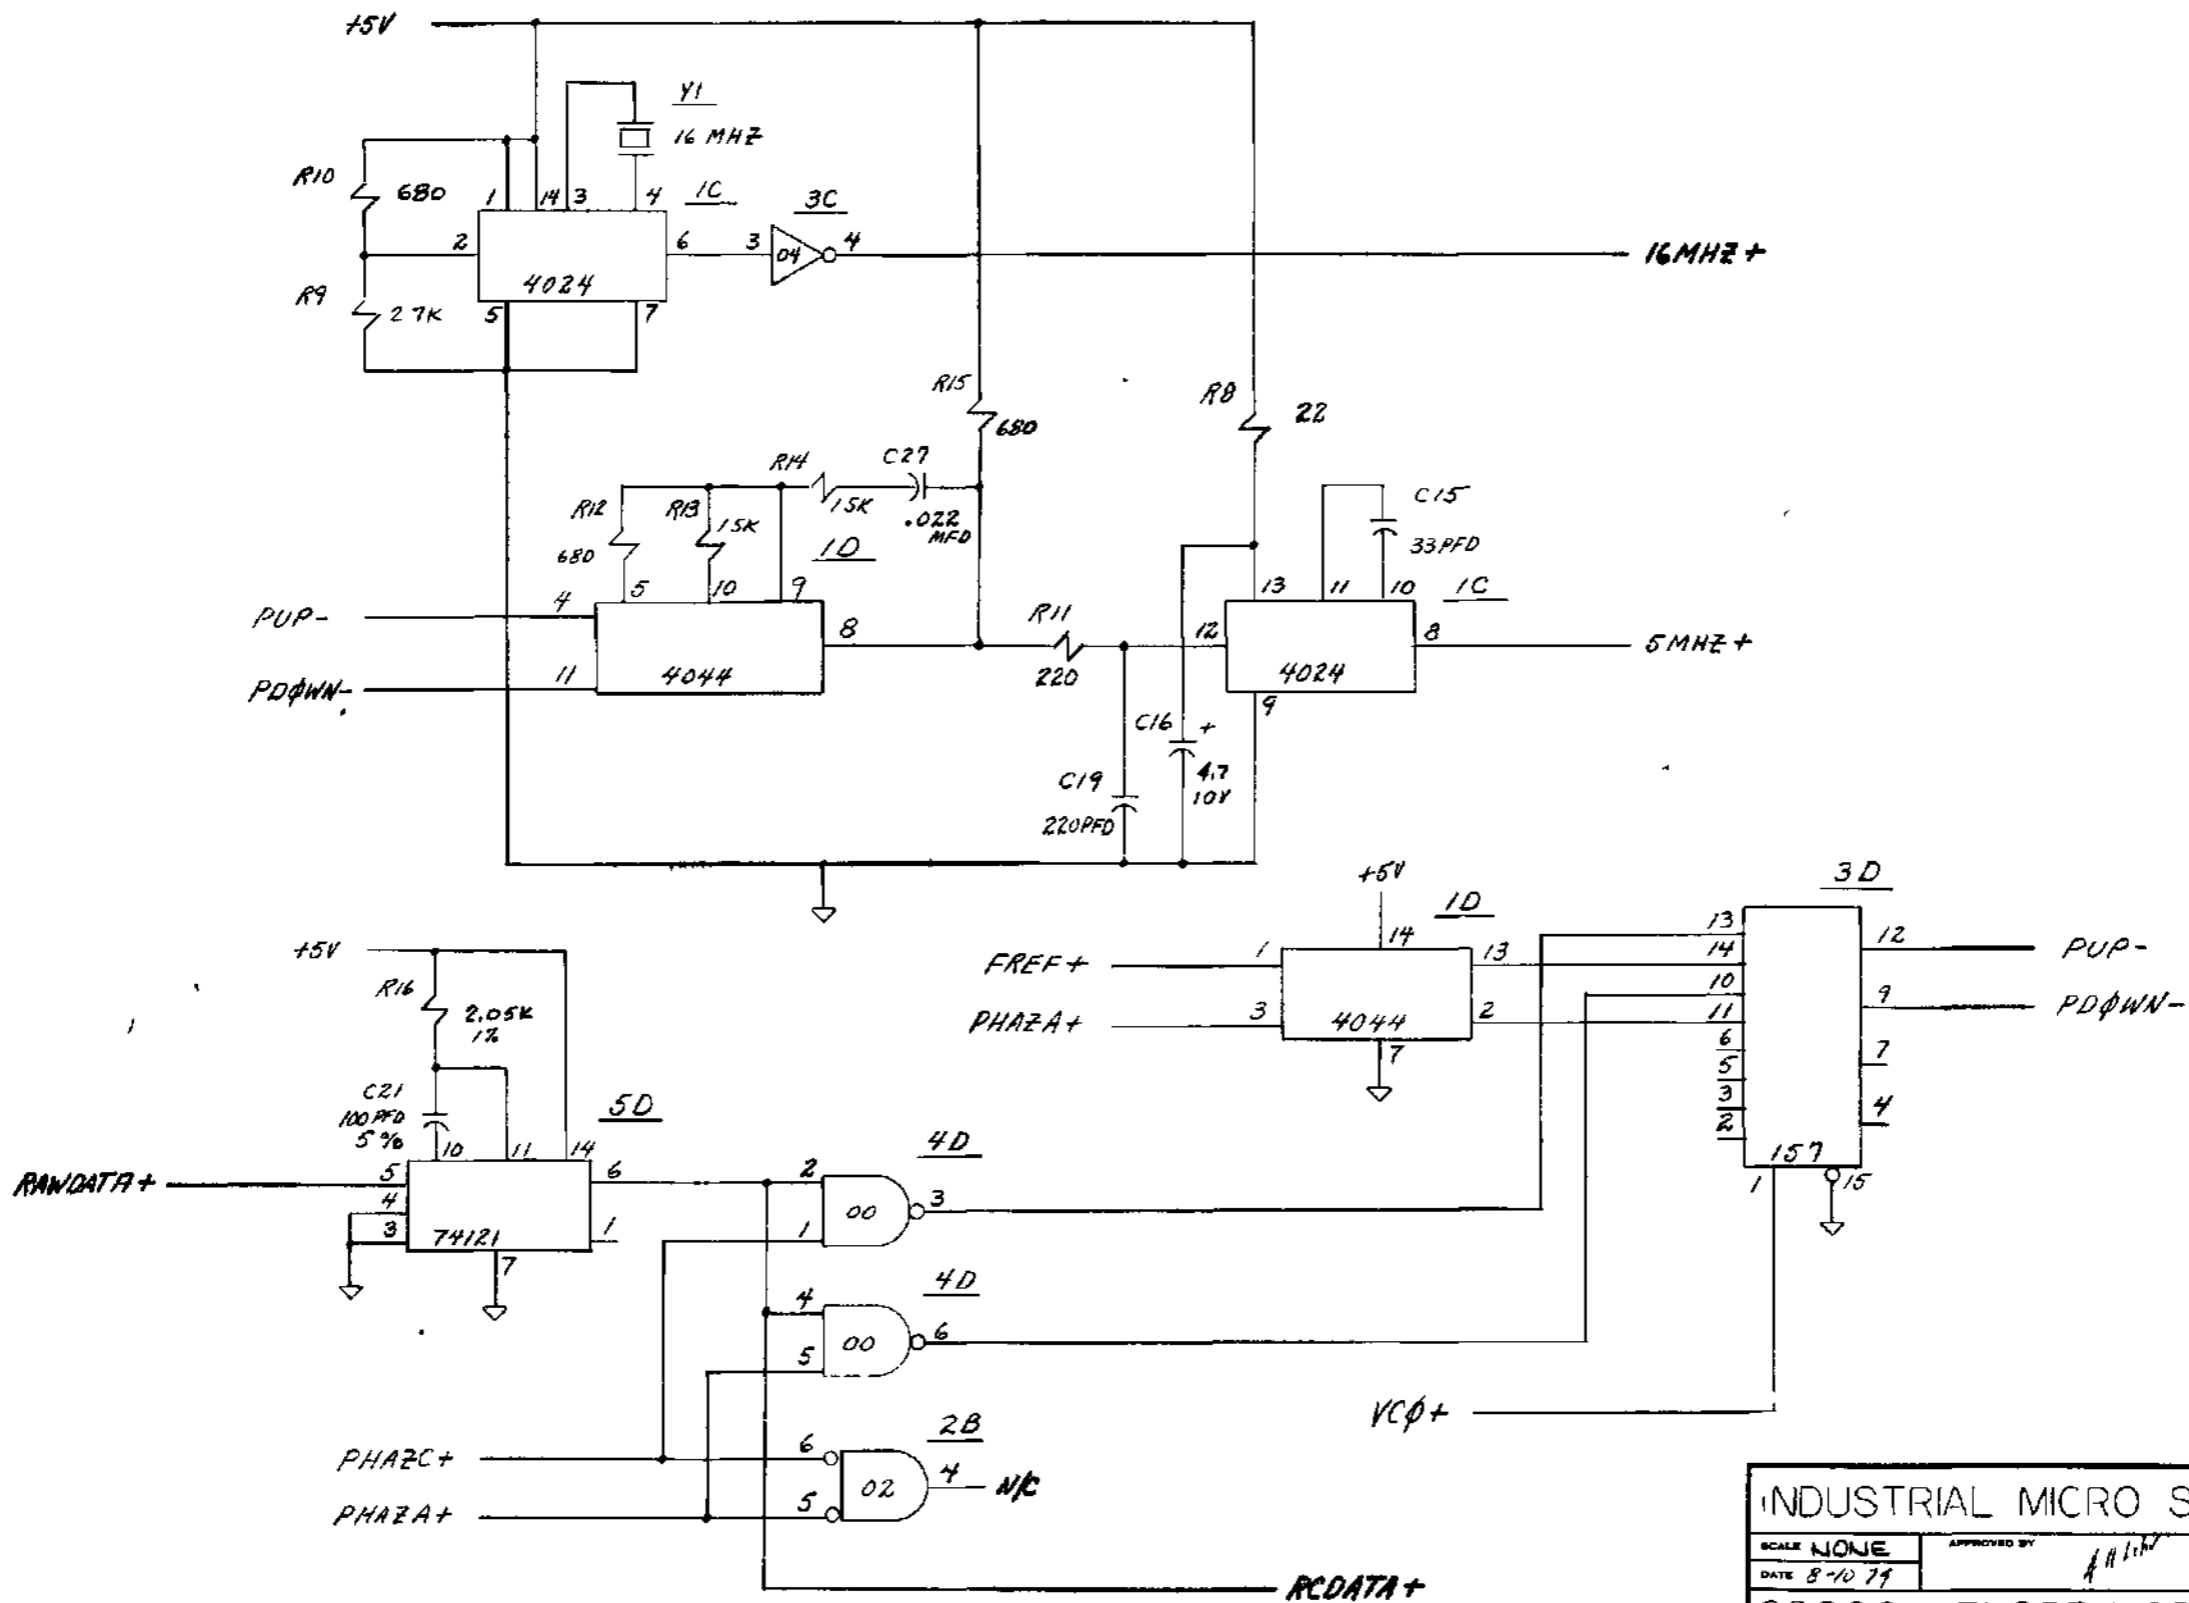 +5V
Y1
16 MHZ
R10
680
1 14 3 4
1C
3C
2
6
3
04
4
16MHZ+
4024
R9
27K
5
7
R15
680
R8
22
R14
C27
15K
.022
MFD
R12
680
R13
15K
1D
C15
33PFD
5
10
9
13
11
10
1C
PUP-
4
8
R11
220
12
8
5MHZ+
4044
4024
PDØWN-
11
9
C16
+
4.7
10V
C19
220PFD
+5V
1D
3D
+5V
14
13
12
PUP-
FREF+
1
13
14
R16
2.05K
1%
10
9
PDØWN-
PHAZA+
3
4044
2
11
7
6
7
5
3
4
2
C21
100PFD
5%
5D
10
11
14
157
1
15
RAWDATA+
5
6
4
3
74121
1
7
4D
2
00
3
1
4D
4
00
6
5
VCØ+
2B
PHAZC+
6
02
4
N/C
PHAZA+
5
RCDATA+
INDUSTRIAL MICRO S
SCALE NONE
APPROVED BY
DATE 8-10 79